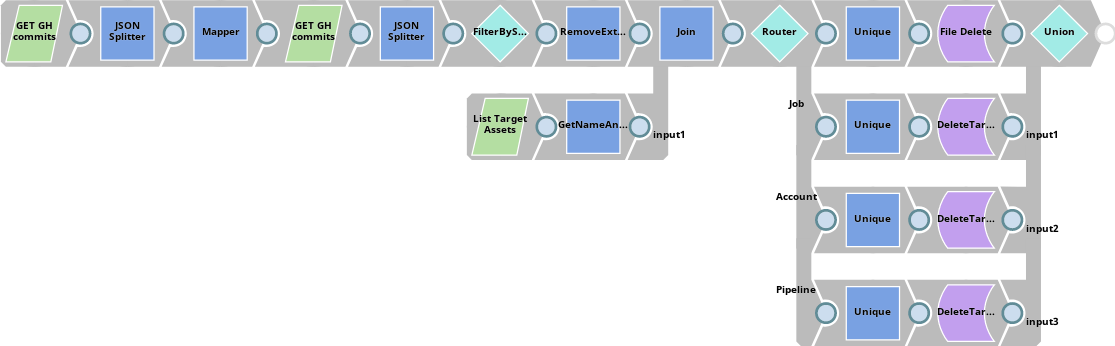 GET GH
commits
JSON
Splitter
Mapper
GET GH
commits
JSON
Splitter
FilterByS...
RemoveExt...
Join
Router
Unique
File Delete
Union
List Target
Assets
GetNameAn...
input1
Job
Unique
DeleteTar...
input1
Account
Unique
DeleteTar...
input2
Pipeline
Unique
DeleteTar...
input3